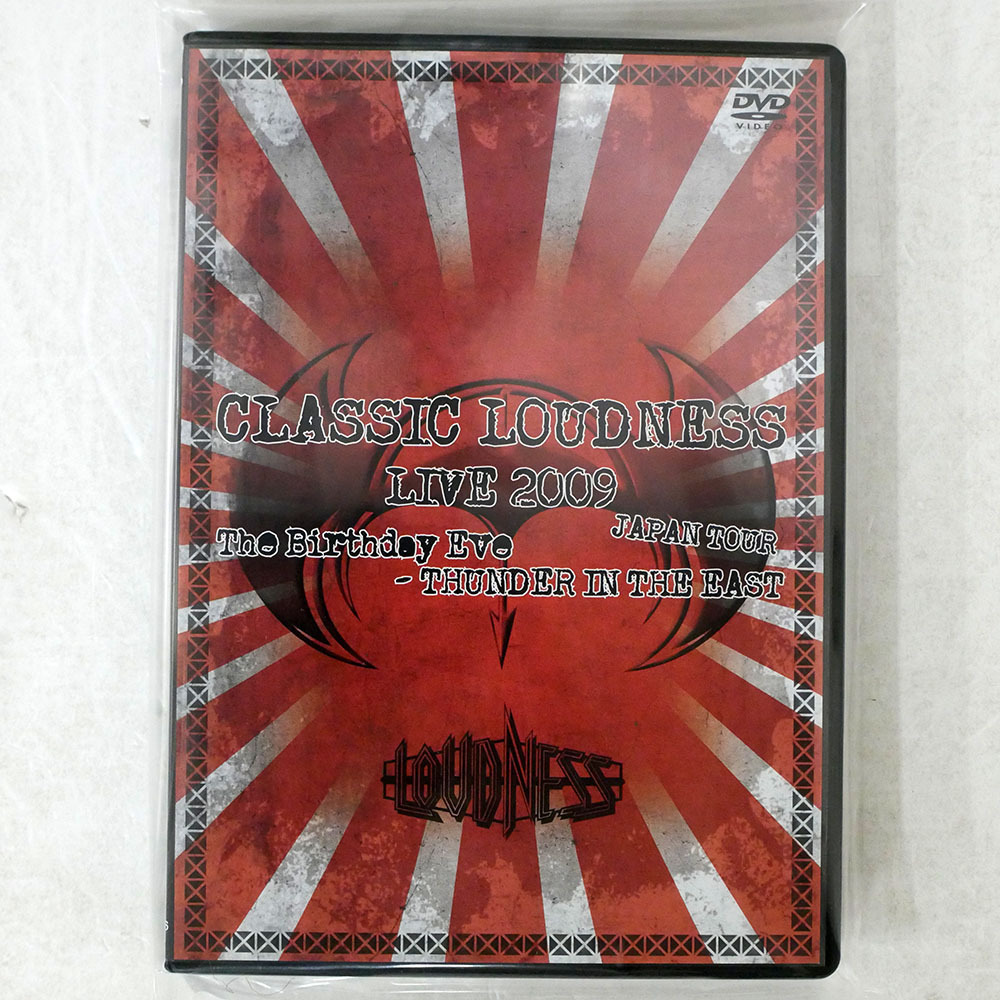 DVD
VIDEO
CLASSIC LOUDNESS
LIVE 2009
JAPAN TOUR
The Birthday Eve
- THUNDER IN THE EAST
LOUDNESS